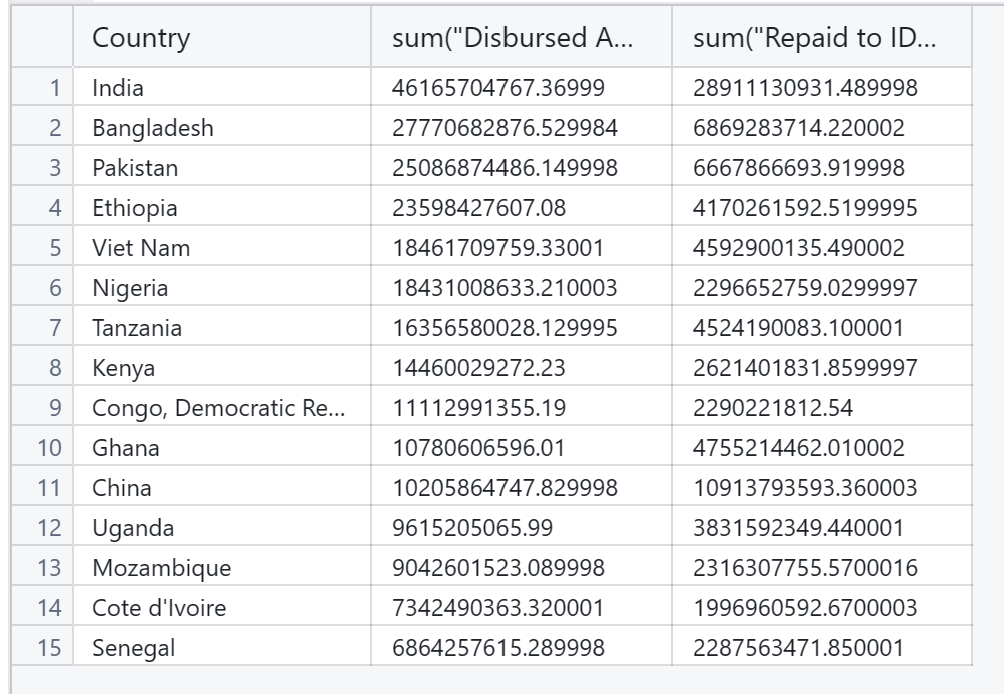 Country sum("Disbursed A... sum("Repaid to ID...
1 India 46165704767.36999 28911130931.489998
2 Bangladesh 27770682876.529984 6869283714.220002
3 Pakistan 25086874486.149998 6667866693.919998
4 Ethiopia 23598427607.08 4170261592.5199995
5 Viet Nam 18461709759.33001 4592900135.490002
6 Nigeria 18431008633.210003 2296652759.0299997
7 Tanzania 16356580028.129995 4524190083.100001
8 Kenya 14460029272.23 2621401831.8599997
9 Congo, Democratic Re... 11112991355.19 2290221812.54
10 Ghana 10780606596.01 4755214462.010002
11 China 10205864747.829998 10913793593.360003
12 Uganda 9615205065.99 3831592349.440001
13 Mozambique 9042601523.089998 2316307755.5700016
14 Cote d'Ivoire 7342490363.320001 1996960592.6700003
15 Senegal 6864257615.289998 2287563471.850001